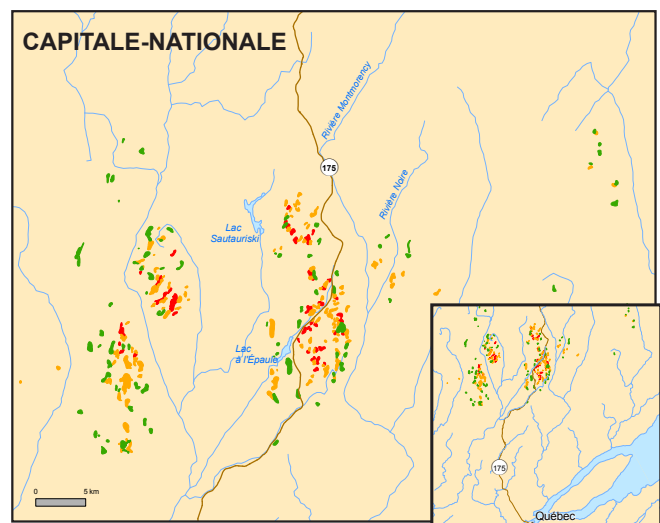 CAPITALE-NATIONALE
Rivière Montmorency
175
Rivière Noire
Lac
Sautauriski
Lac
à l'Épaule
0 5 km
175
Québec